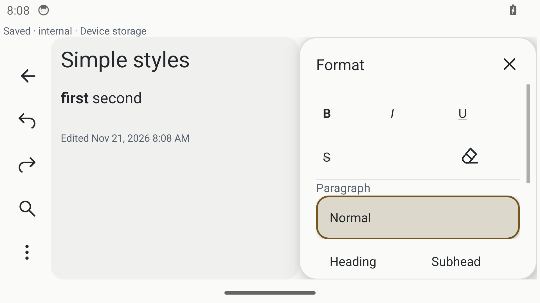 8:08
Saved · internal · Device storage
Simple styles
first second
Edited Nov 21, 2026 8:08 AM
Format
B I U
S
Paragraph
Normal
Heading Subhead